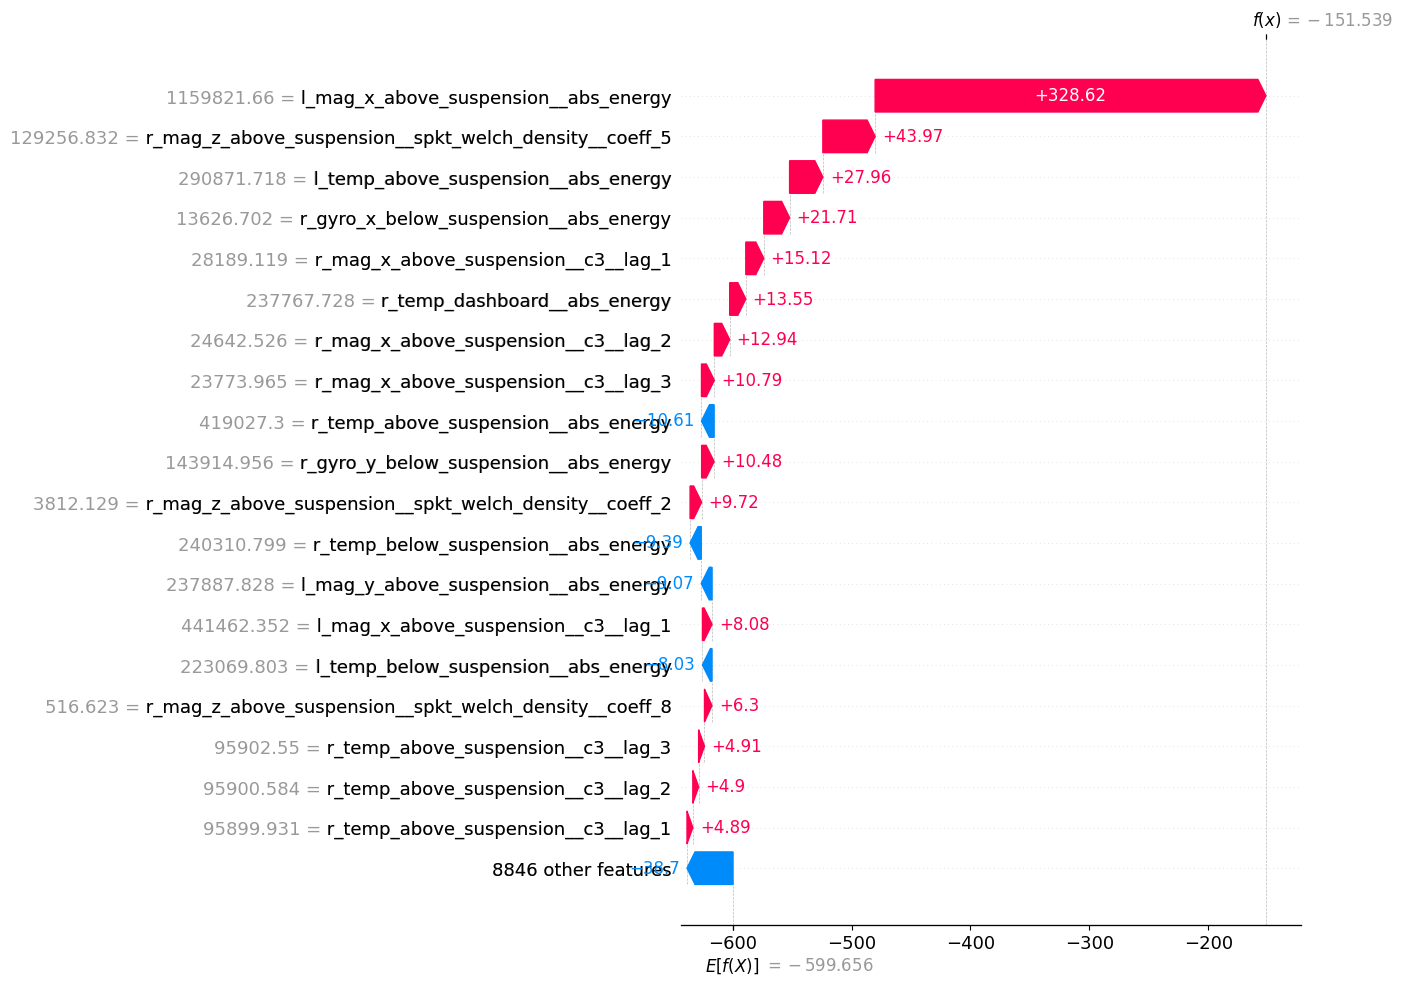 f(x) = −151.539
1159821.66 = l_mag_x_above_suspension__abs_energy +328.62
129256.832 = r_mag_z_above_suspension__spkt_welch_density__coeff_5 +43.97
290871.718 = l_temp_above_suspension__abs_energy +27.96
13626.702 = r_gyro_x_below_suspension__abs_energy +21.71
28189.119 = r_mag_x_above_suspension__c3__lag_1 +15.12
237767.728 = r_temp_dashboard__abs_energy +13.55
24642.526 = r_mag_x_above_suspension__c3__lag_2 +12.94
23773.965 = r_mag_x_above_suspension__c3__lag_3 +10.79
419027.3 = r_temp_above_suspension__abs_energy −10.61
143914.956 = r_gyro_y_below_suspension__abs_energy +10.48
3812.129 = r_mag_z_above_suspension__spkt_welch_density__coeff_2 +9.72
240310.799 = r_temp_below_suspension__abs_energy −9.39
237887.828 = l_mag_y_above_suspension__abs_energy −9.07
441462.352 = l_mag_x_above_suspension__c3__lag_1 +8.08
223069.803 = l_temp_below_suspension__abs_energy −8.03
516.623 = r_mag_z_above_suspension__spkt_welch_density__coeff_8 +6.3
95902.55 = r_temp_above_suspension__c3__lag_3 +4.91
95900.584 = r_temp_above_suspension__c3__lag_2 +4.9
95899.931 = r_temp_above_suspension__c3__lag_1 +4.89
8846 other features −38.7
−600 −500 −400 −300 −200
E[f(X)] = −599.656